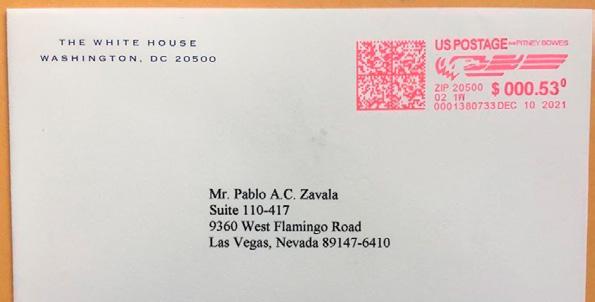 THE WHITE HOUSE
WASHINGTON, DC 20500
US POSTAGE PITNEY BOWES
ZIP 20500 $ 000.53⁰
02 1W
0001380733 DEC 10 2021
Mr. Pablo A.C. Zavala
Suite 110-417
9360 West Flamingo Road
Las Vegas, Nevada 89147-6410